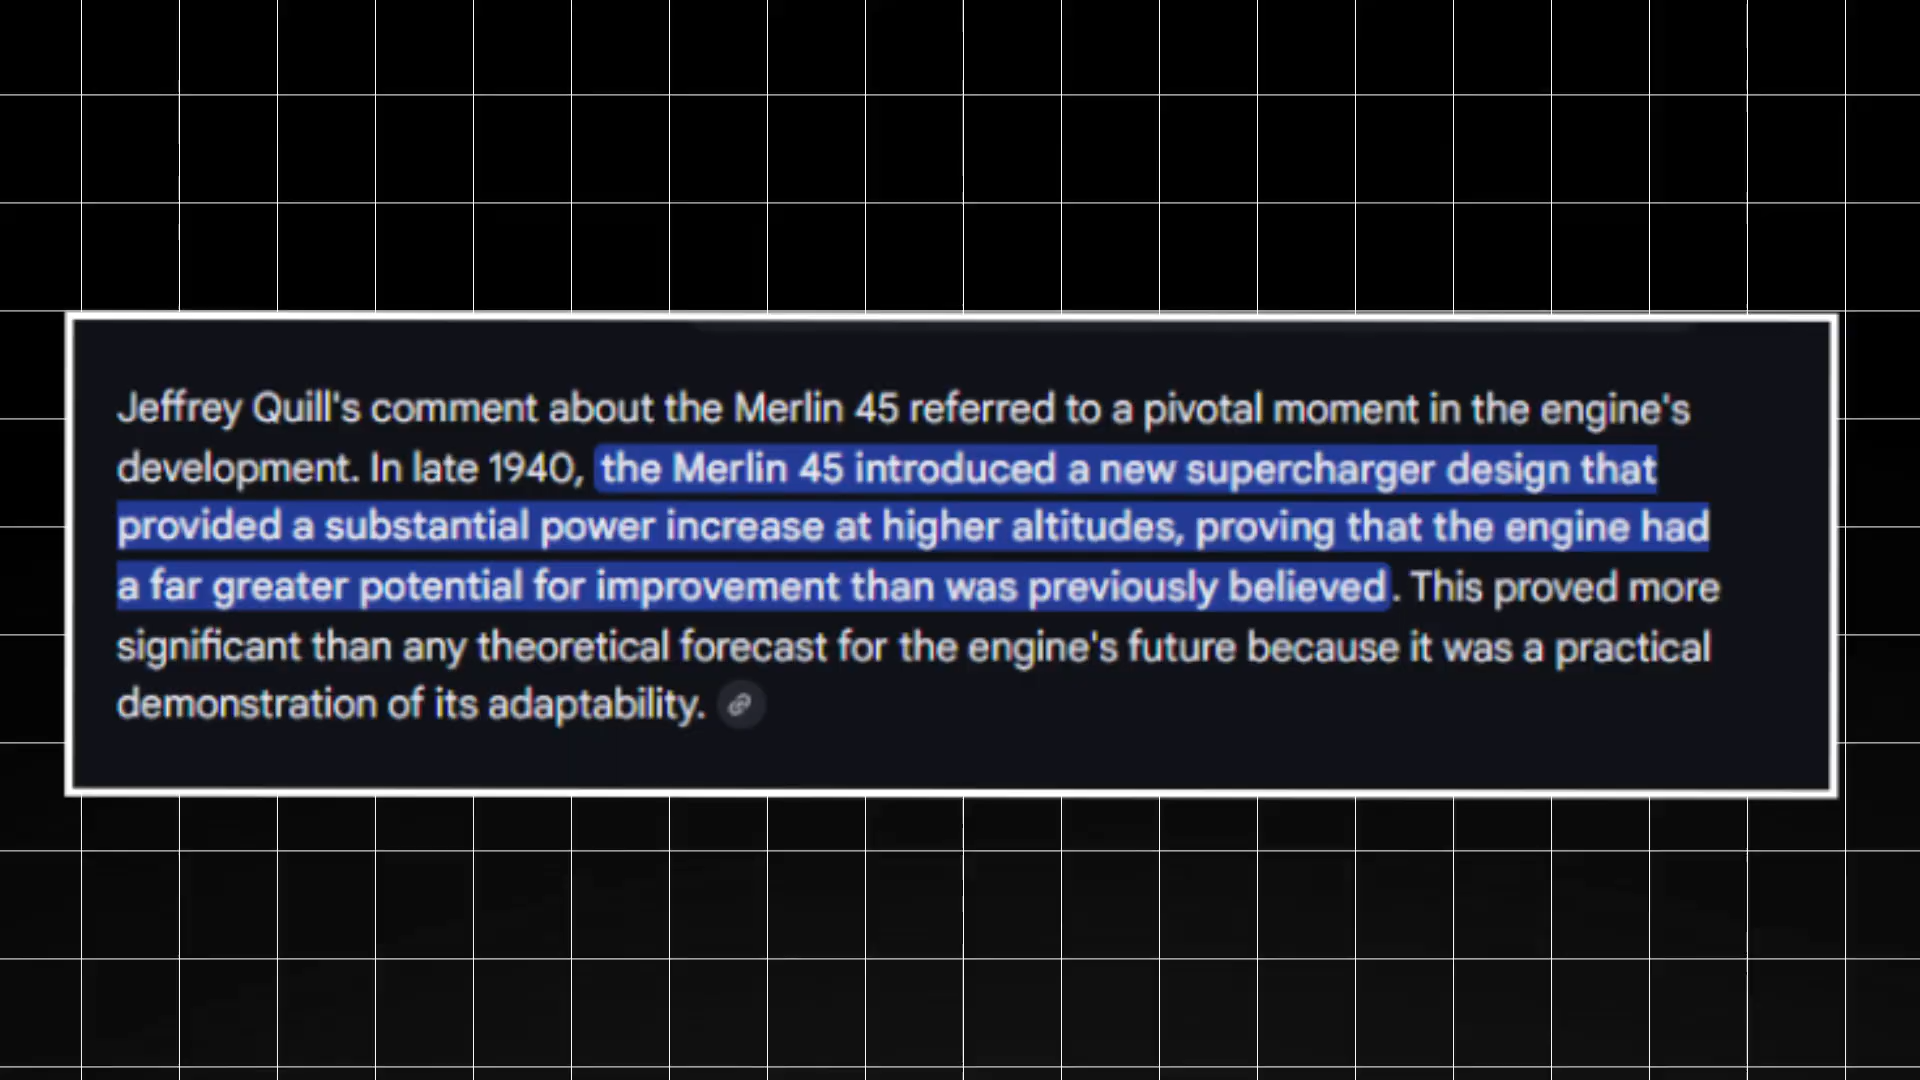 Jeffrey Quill's comment about the Merlin 45 referred to a pivotal moment in the engine's
development. In late 1940, the Merlin 45 introduced a new supercharger design that
provided a substantial power increase at higher altitudes, proving that the engine had
a far greater potential for improvement than was previously believed. This proved more
significant than any theoretical forecast for the engine's future because it was a practical
demonstration of its adaptability.